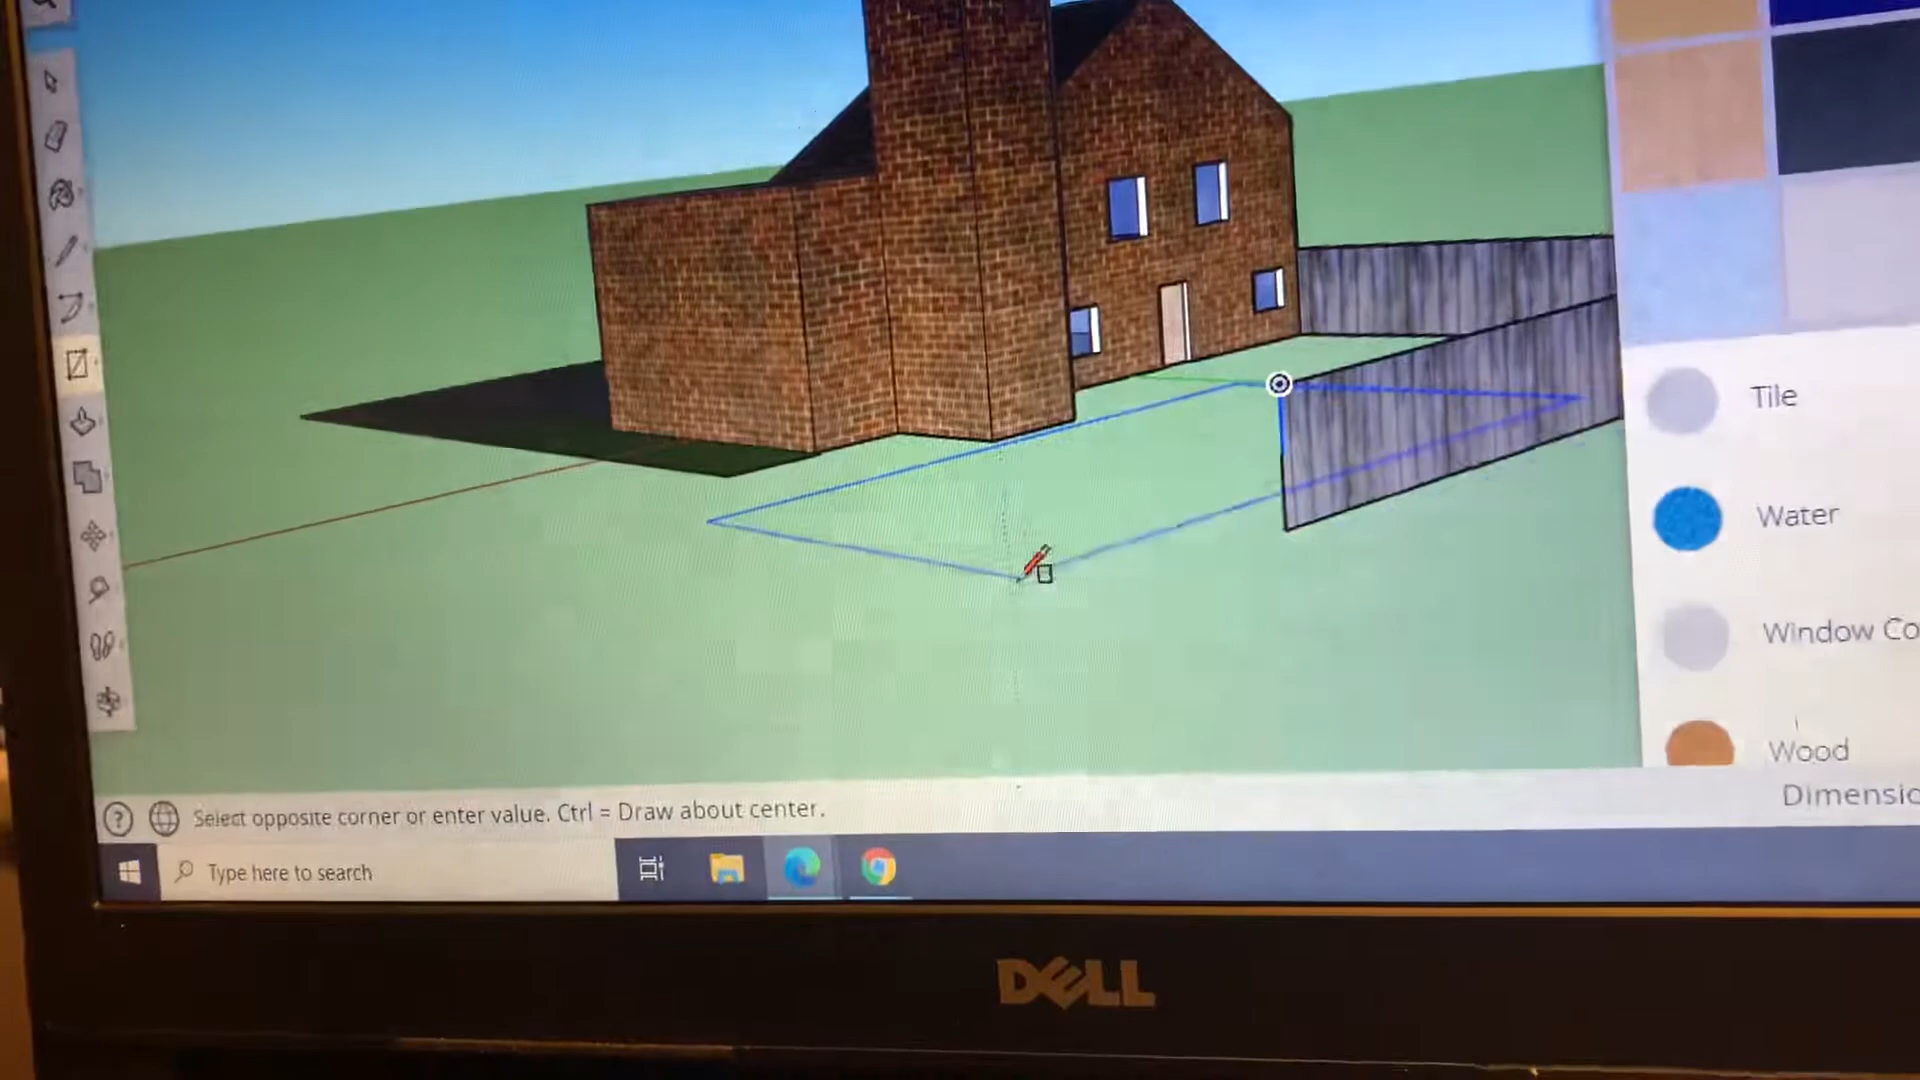 Tile
Water
Window Co
Wood
Dimensio
Select opposite corner or enter value. Ctrl = Draw about center.
Type here to search
DELL